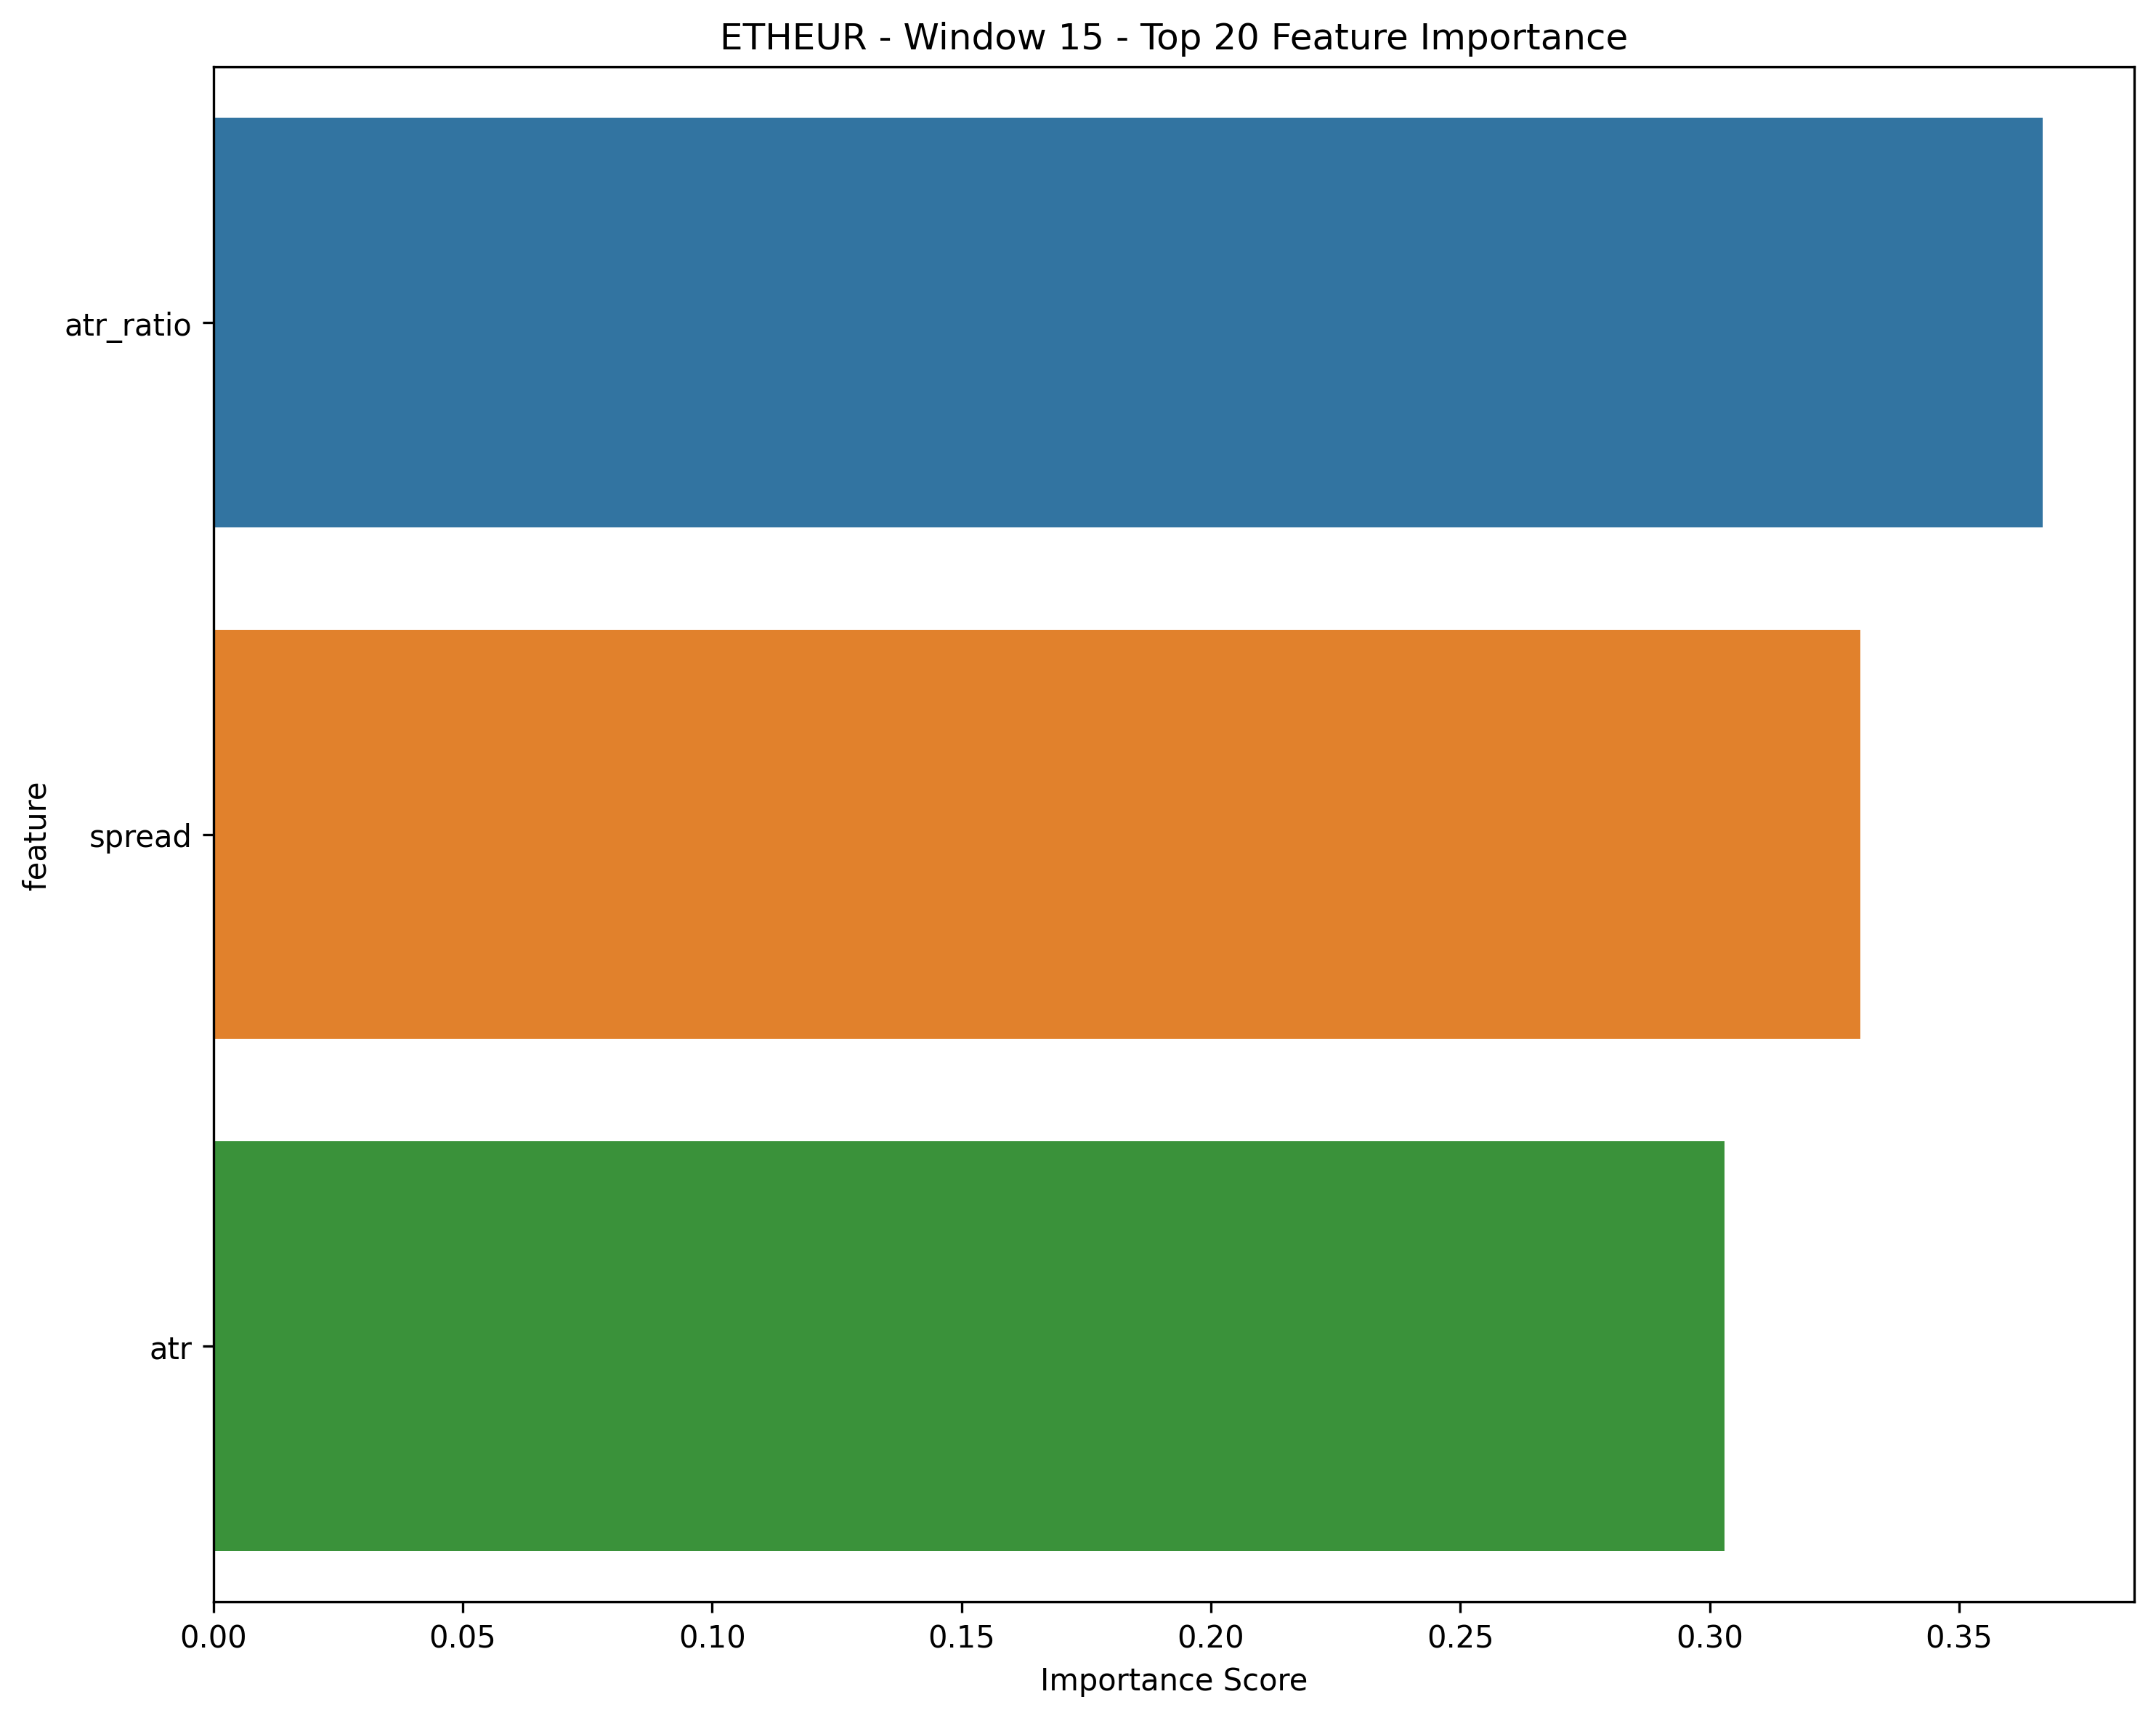 ETHEUR - Window 15 - Top 20 Feature Importance
feature
atr_ratio
spread
atr
0.00 0.05 0.10 0.15 0.20 0.25 0.30 0.35
Importance Score